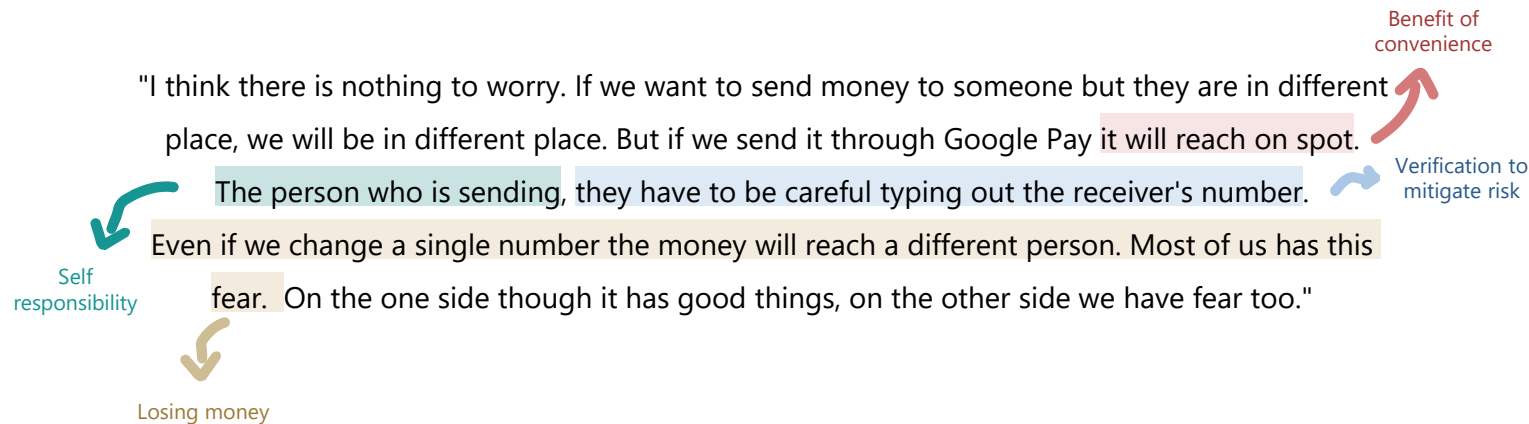 Benefit of
convenience
"I think there is nothing to worry. If we want to send money to someone but they are in different
place, we will be in different place. But if we send it through Google Pay it will reach on spot.
The person who is sending, they have to be careful typing out the receiver's number.
Verification to
mitigate risk
Even if we change a single number the money will reach a different person. Most of us has this
fear. On the one side though it has good things, on the other side we have fear too."
Self
responsibility
Losing money